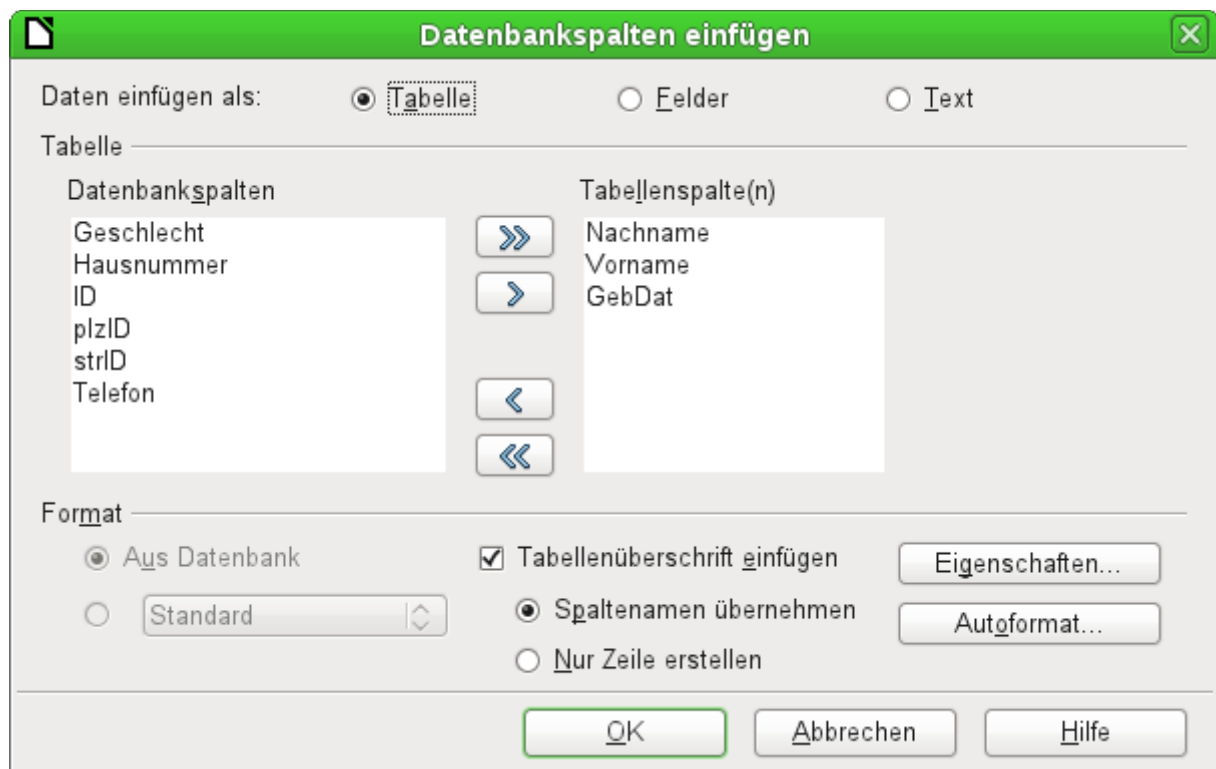 Datenbankspalten einfügen
Daten einfügen als: Tabelle Felder Text
Tabelle
Datenbankspalten Tabellenspalte(n)
Geschlecht Nachname
Hausnummer Vorname
ID GebDat
plzID
strID
Telefon
Format
Aus Datenbank Tabellenüberschrift einfügen Eigenschaften...
Standard Spaltenamen übernehmen Autoformat...
Nur Zeile erstellen
OK Abbrechen Hilfe